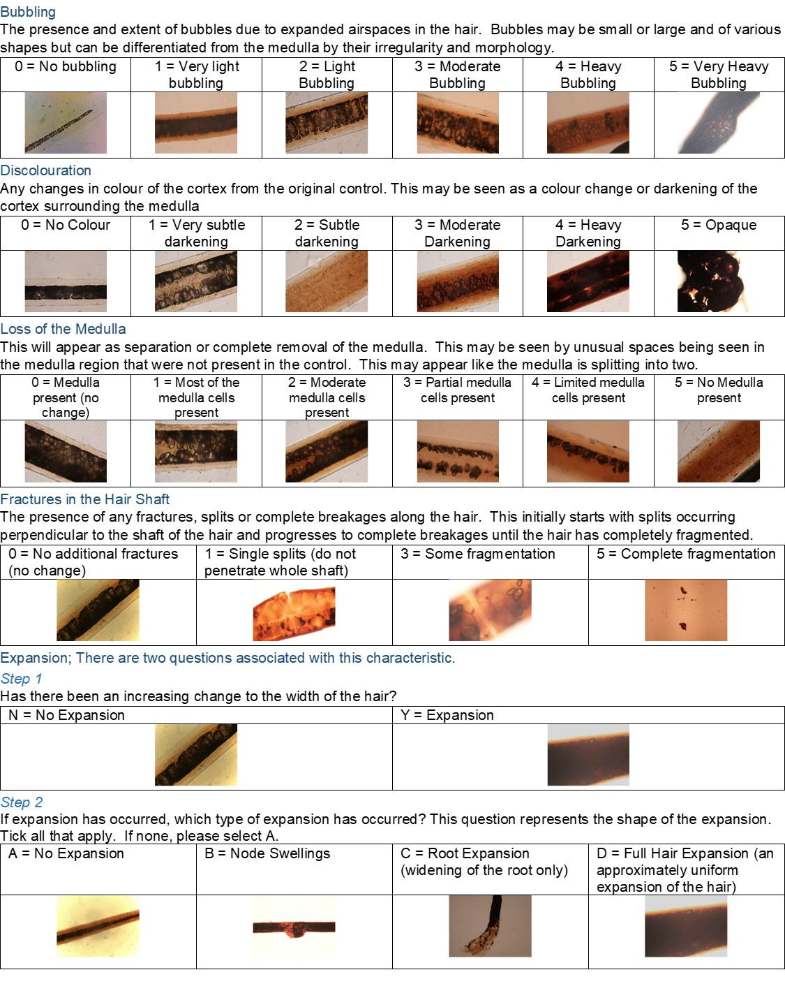 Bubbling
The presence and extent of bubbles due to expanded airspaces in the hair.  Bubbles may be small or large and of various
shapes but can be differentiated from the medulla by their irregularity and morphology.
0 = No bubbling
1 = Very light
bubbling
2 = Light
Bubbling
3 = Moderate
Bubbling
4 = Heavy
Bubbling
5 = Very Heavy
Bubbling
Discolouration
Any changes in colour of the cortex from the original control. This may be seen as a colour change or darkening of the
cortex surrounding the medulla
0 = No Colour
1 = Very subtle
darkening
2 = Subtle
darkening
3 = Moderate
Darkening
4 = Heavy
Darkening
5 = Opaque
Loss of the Medulla
This will appear as separation or complete removal of the medulla.  This may be seen by unusual spaces being seen in
the medulla region that were not present in the control.  This may appear like the medulla is splitting into two.
0 = Medulla
present (no
change)
1 = Most of the
medulla cells
present
2 = Moderate
medulla cells
present
3 = Partial medulla
cells present
4 = Limited medulla
cells present
5 = No Medulla
present
Fractures in the Hair Shaft
The presence of any fractures, splits or complete breakages along the hair.  This initially starts with splits occurring
perpendicular to the shaft of the hair and progresses to complete breakages until the hair has completely fragmented.
0 = No additional fractures
(no change)
1 = Single splits (do not
penetrate whole shaft)
3 = Some fragmentation
5 = Complete fragmentation
Expansion; There are two questions associated with this characteristic.
Step 1
Has there been an increasing change to the width of the hair?
N = No Expansion
Y = Expansion
Step 2
If expansion has occurred, which type of expansion has occurred? This question represents the shape of the expansion.
Tick all that apply.  If none, please select A.
A = No Expansion
B = Node Swellings
C = Root Expansion
(widening of the root only)
D = Full Hair Expansion (an
approximately uniform
expansion of the hair)